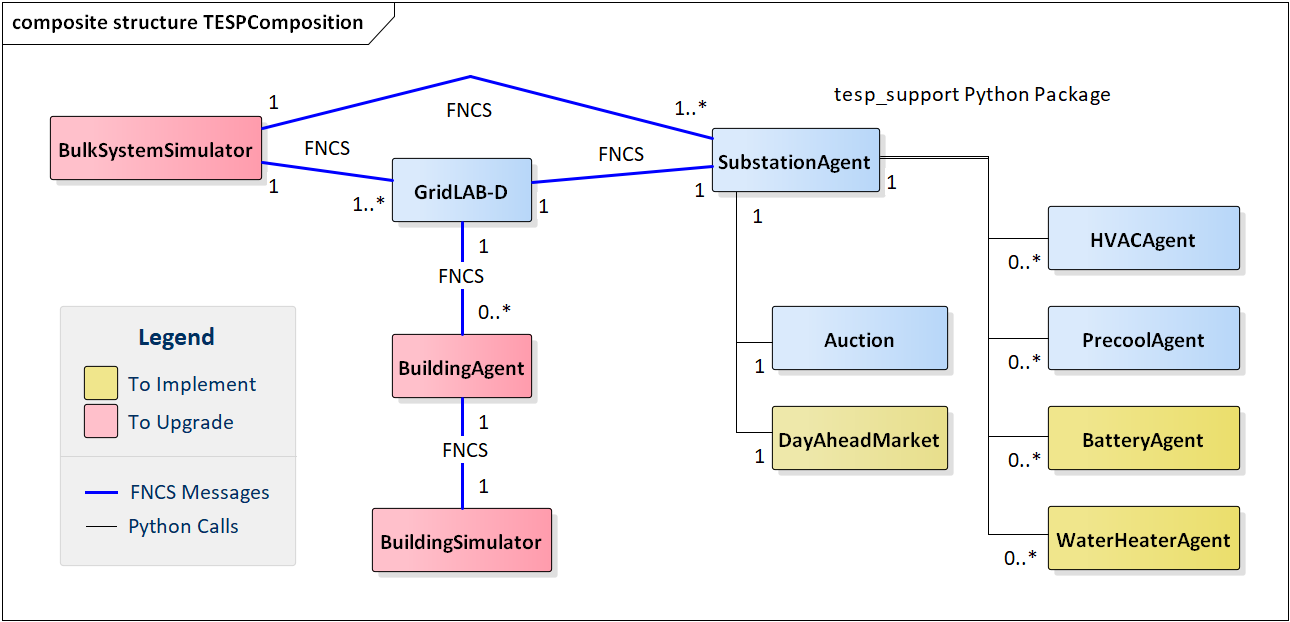 composite structure TESPComposition
tesp_support Python Package
1
FNCS
1..*
BulkSystemSimulator
FNCS
FNCS
SubstationAgent
1
1..*
GridLAB-D
1
1
1
1
1
FNCS
0..*
HVACAgent
0..*
BuildingAgent
Auction
1
PrecoolAgent
0..*
1
FNCS
1
DayAheadMarket
1
BatteryAgent
0..*
BuildingSimulator
WaterHeaterAgent
0..*
Legend
To Implement
To Upgrade
FNCS Messages
Python Calls